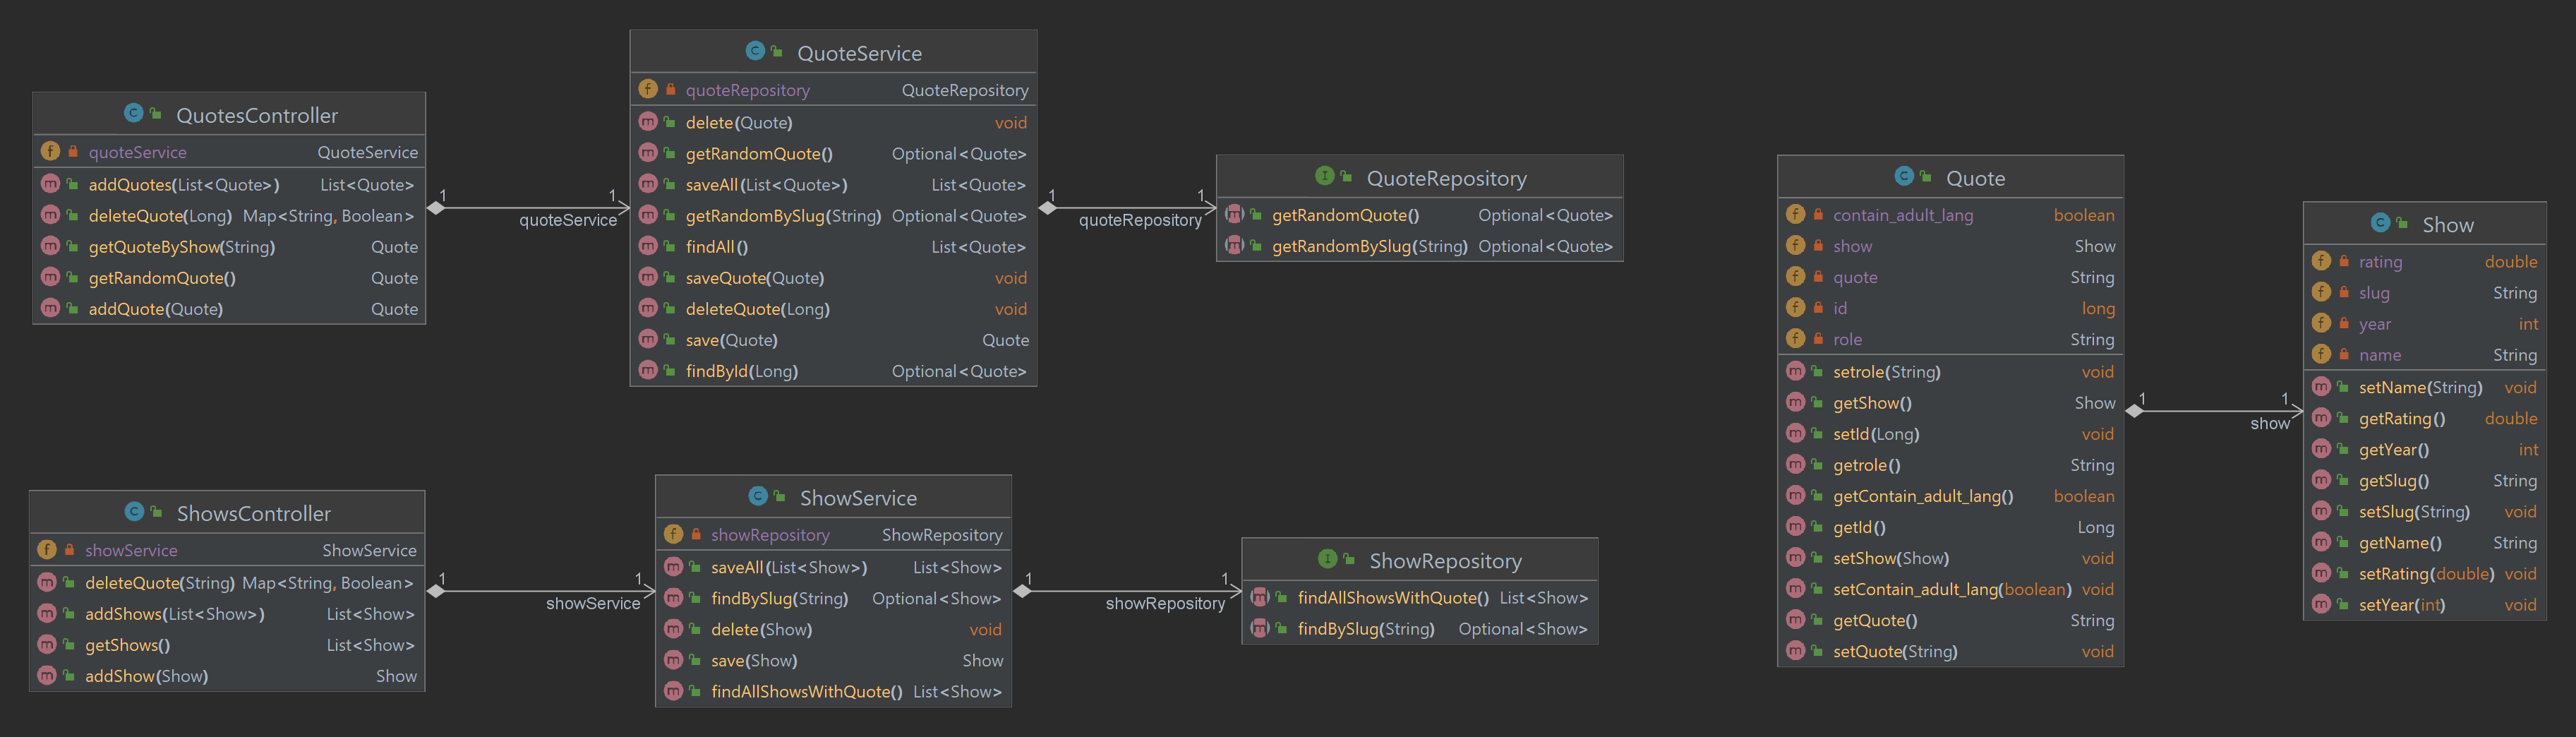 QuotesController
quoteService QuoteService
addQuotes(List<Quote>) List<Quote>
deleteQuote(Long) Map<String, Boolean>
getQuoteByShow(String) Quote
getRandomQuote() Quote
addQuote(Quote) Quote
1 1
quoteService
QuoteService
quoteRepository QuoteRepository
delete(Quote) void
getRandomQuote() Optional<Quote>
saveAll(List<Quote>) List<Quote>
getRandomBySlug(String) Optional<Quote>
findAll() List<Quote>
saveQuote(Quote) void
deleteQuote(Long) void
save(Quote) Quote
findById(Long) Optional<Quote>
1 1
quoteRepository
QuoteRepository
getRandomQuote() Optional<Quote>
getRandomBySlug(String) Optional<Quote>
Quote
contain_adult_lang boolean
show Show
quote String
id long
role String
setrole(String) void
getShow() Show
setId(Long) void
getrole() String
getContain_adult_lang() boolean
getId() Long
setShow(Show) void
setContain_adult_lang(boolean) void
getQuote() String
setQuote(String) void
1 1
show
Show
rating double
slug String
year int
name String
setName(String) void
getRating() double
getYear() int
getSlug() String
setSlug(String) void
getName() String
setRating(double) void
setYear(int) void
ShowsController
showService ShowService
deleteQuote(String) Map<String, Boolean>
addShows(List<Show>) List<Show>
getShows() List<Show>
addShow(Show) Show
1 1
showService
ShowService
showRepository ShowRepository
saveAll(List<Show>) List<Show>
findBySlug(String) Optional<Show>
delete(Show) void
save(Show) Show
findAllShowsWithQuote() List<Show>
1 1
showRepository
ShowRepository
findAllShowsWithQuote() List<Show>
findBySlug(String) Optional<Show>